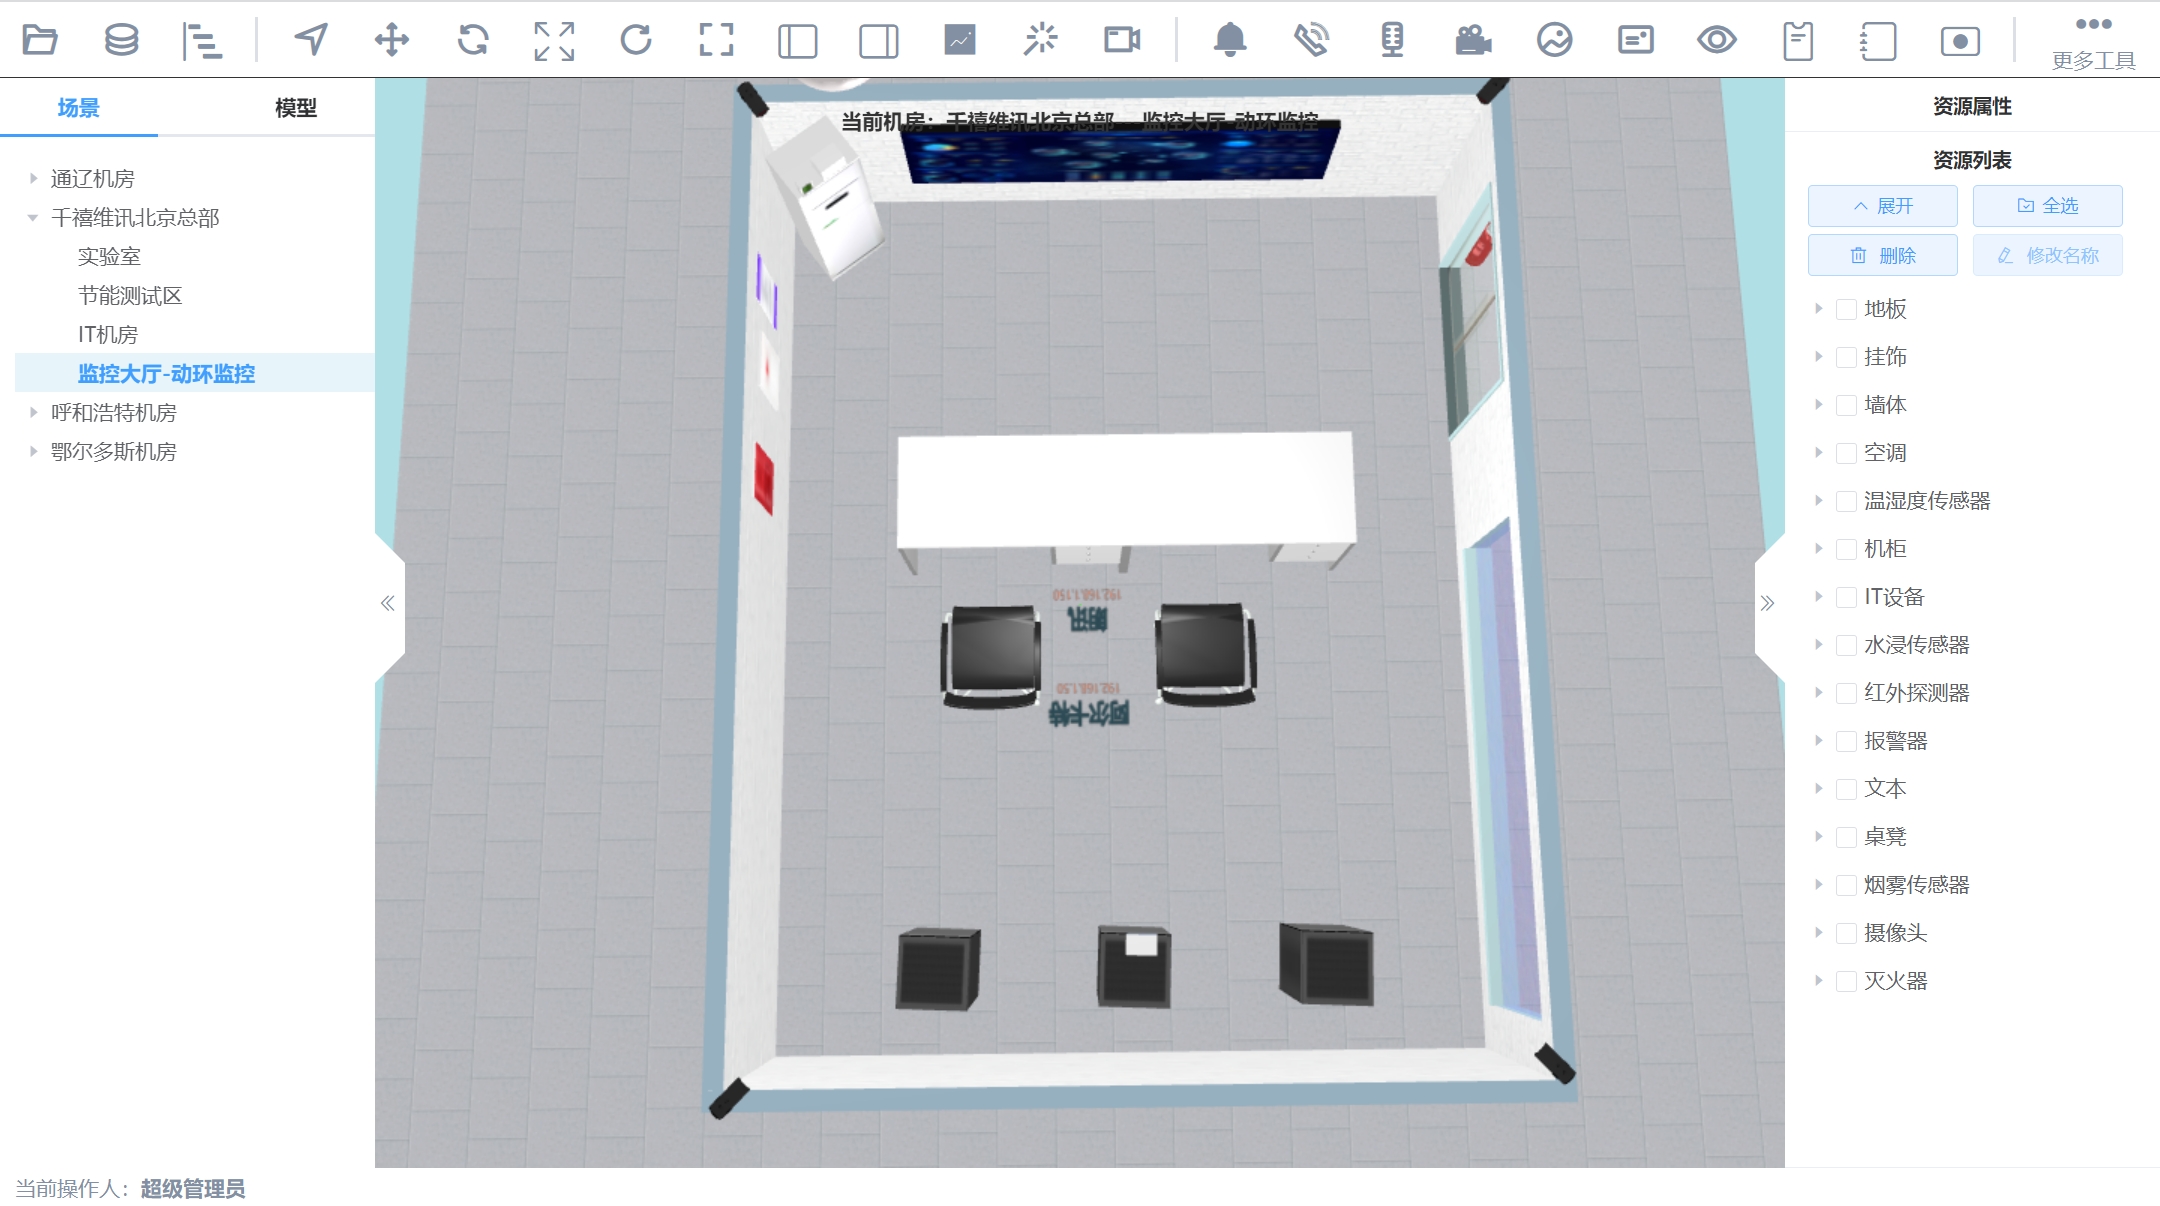 更多工具
场景
模型
通辽机房
千禧维讯北京总部
实验室
节能测试区
IT机房
监控大厅-动环监控
呼和浩特机房
鄂尔多斯机房
当前机房：千禧维讯北京总部 监控大厅-动环监控
192.168.1.150
朗讯
192.168.1.50
阿尔卡特
资源属性
资源列表
展开
全选
删除
修改名称
地板
挂饰
墙体
空调
温湿度传感器
机柜
IT设备
水浸传感器
红外探测器
报警器
文本
桌凳
烟雾传感器
摄像头
灭火器
当前操作人：超级管理员